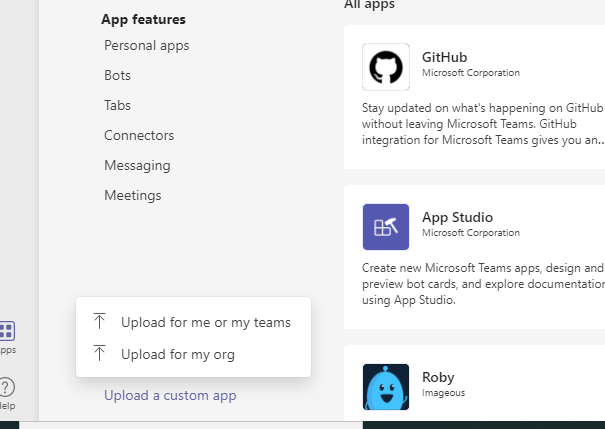 App features
Personal apps
Bots
Tabs
Connectors
Messaging
Meetings
Upload for me or my teams
Upload for my org
Upload a custom app
All apps
GitHub
Microsoft Corporation
Stay updated on what's happening on GitHub
without leaving Microsoft Teams. GitHub
integration for Microsoft Teams gives you an..
App Studio
Microsoft Corporation
Create new Microsoft Teams apps, design and
preview bot cards, and explore documentation
using App Studio.
Roby
Imageous